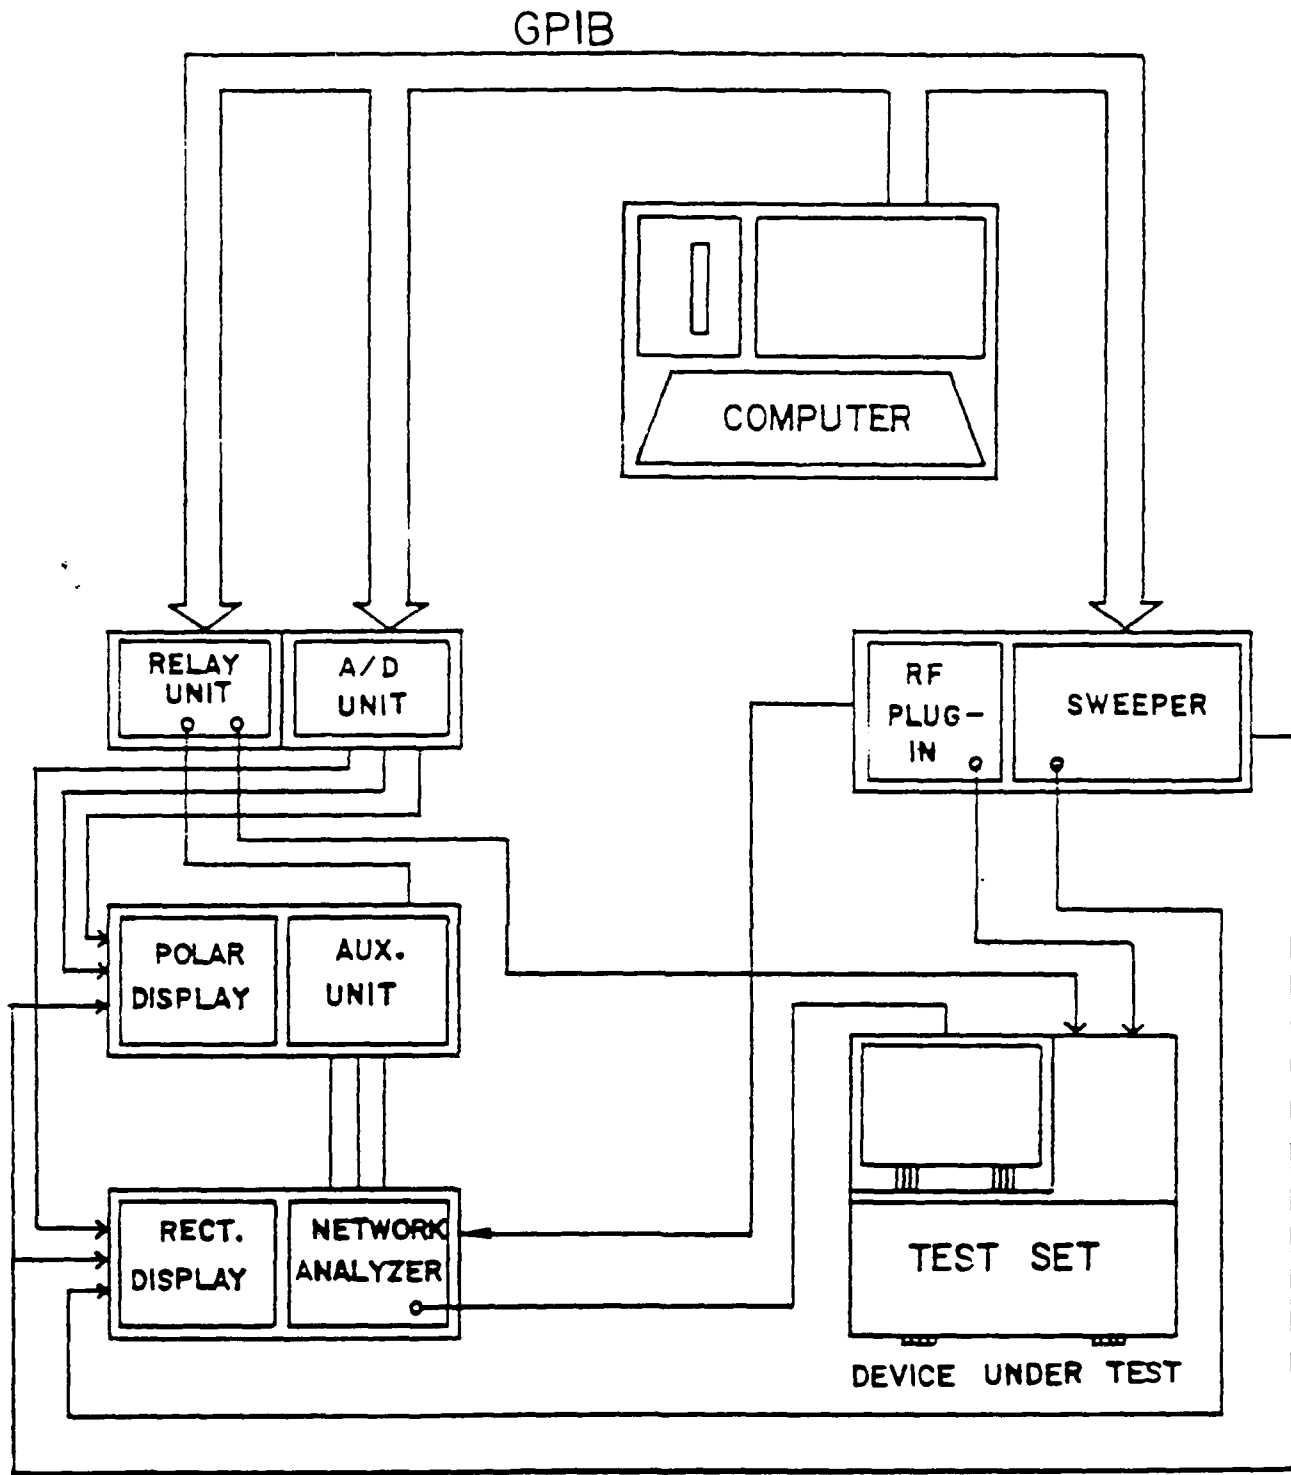 GPIB
COMPUTER
RELAY
UNIT
A/D
UNIT
RF
PLUG-
IN
SWEEPER
POLAR
DISPLAY
AUX.
UNIT
RECT.
DISPLAY
NETWORK
ANALYZER
TEST SET
DEVICE UNDER TEST